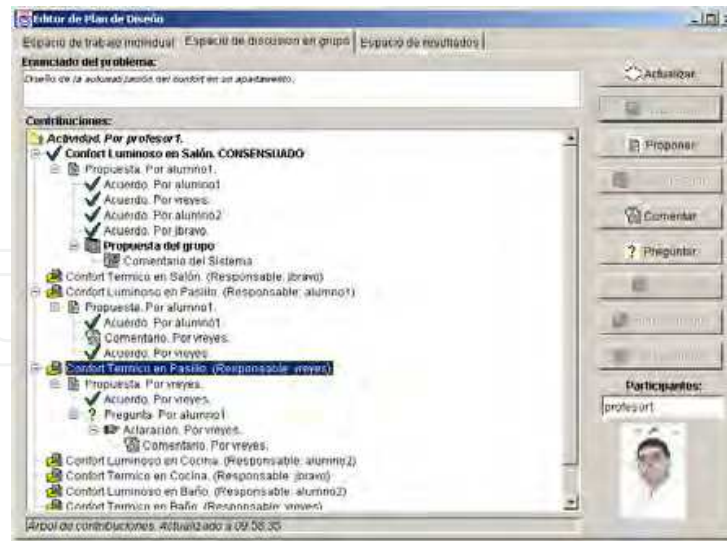 Editor de Plan de Diseño
Espacio de trabajo individual Espacio de discusion en grupo Espacio de resultados
Enunciado del problema:
Diseño de la automatización del confort en un apartamento.
Actualizar
Contribuciones:
Actividad. Por profesor1.
Proponer
Confort Luminoso en Salón. CONSENSUADO
Propuesta. Por alumno1.
Acuerdo. Por alumno1
Acuerdo. Por vreyes.
Acuerdo. Por alumno2
Comentar
Acuerdo. Por jbravo.
Propuesta del grupo
Preguntar
Comentario del Sistema
Confort Termico en Salón. (Responsable: jbravo)
Confort Luminoso en Pasillo. (Responsable: alumno1)
Propuesta. Por alumno1.
Acuerdo. Por alumno1
Comentario. Por vreyes.
Acuerdo. Por vreyes.
Confort Termico en Pasillo. (Responsable: vreyes)
Propuesta. Por vreyes.
Participantes:
Acuerdo. Por vreyes.
profesor1
Pregunta. Por alumno1
Aclaración. Por vreyes.
Comentario. Por vreyes.
Confort Luminoso en Cocina. (Responsable: alumno2)
Confort Termico en Cocina. (Responsable: jbravo)
Confort Luminoso en Baño. (Responsable: alumno2)
Confort Termico en Baño. (Responsable: vreyes)
Arbol de contribuciones. Actualizado a 09:58:35